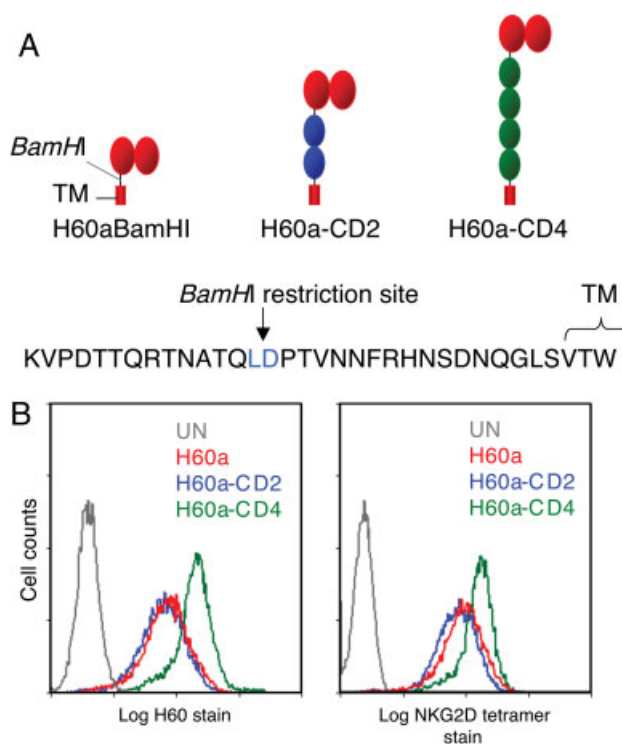 A
BamHI
TM
H60aBamHI
H60a-CD2
H60a-CD4
BamHI restriction site
TM
KVPDTTQRTNATQLDPTVNNFRHNSDNQGLSVTW
B
UN
H60a
H60a-CD2
H60a-CD4
Cell counts
Log H60 stain
UN
H60a
H60a-CD2
H60a-CD4
Log NKG2D tetramer
stain